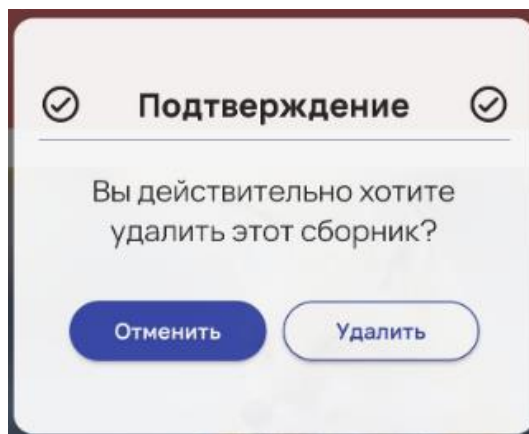 Подтверждение
Вы действительно хотите
удалить этот сборник?
Отменить
Удалить